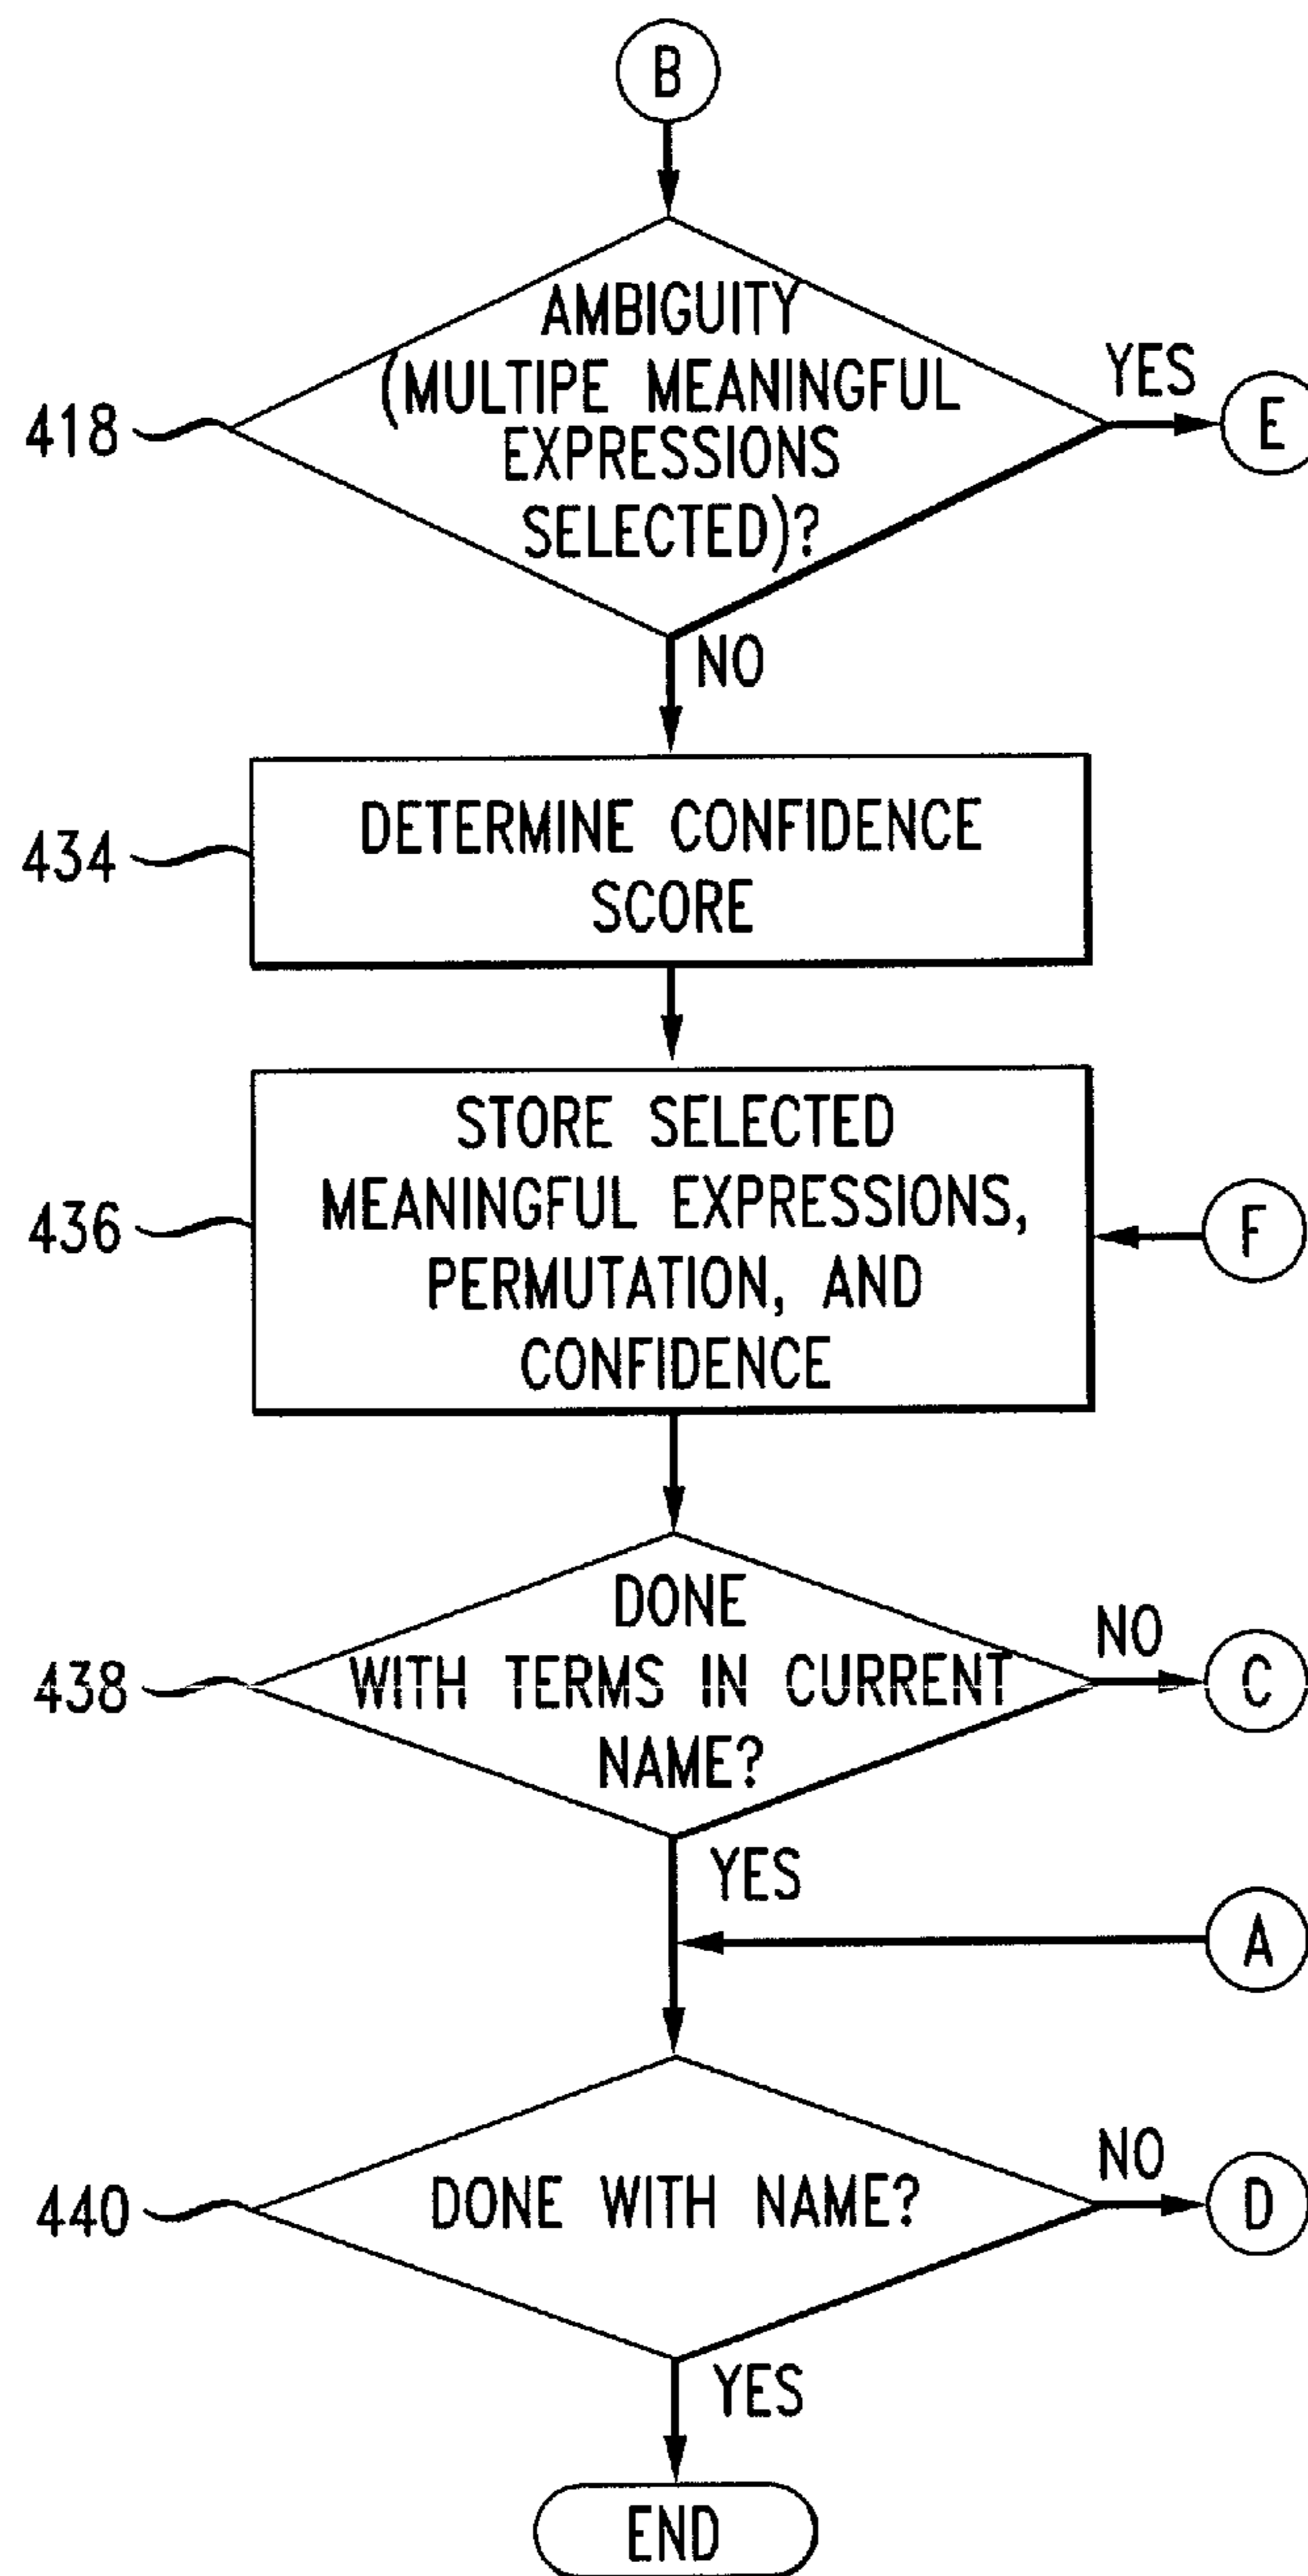 B
AMBIGUITY
(MULTIPE MEANINGFUL
EXPRESSIONS
SELECTED)?
YES
E
418
NO
DETERMINE CONFIDENCE
SCORE
434
STORE SELECTED
MEANINGFUL EXPRESSIONS,
PERMUTATION, AND
CONFIDENCE
436
F
DONE
WITH TERMS IN CURRENT
NAME?
NO
C
438
YES
A
DONE WITH NAME?
NO
D
440
YES
END